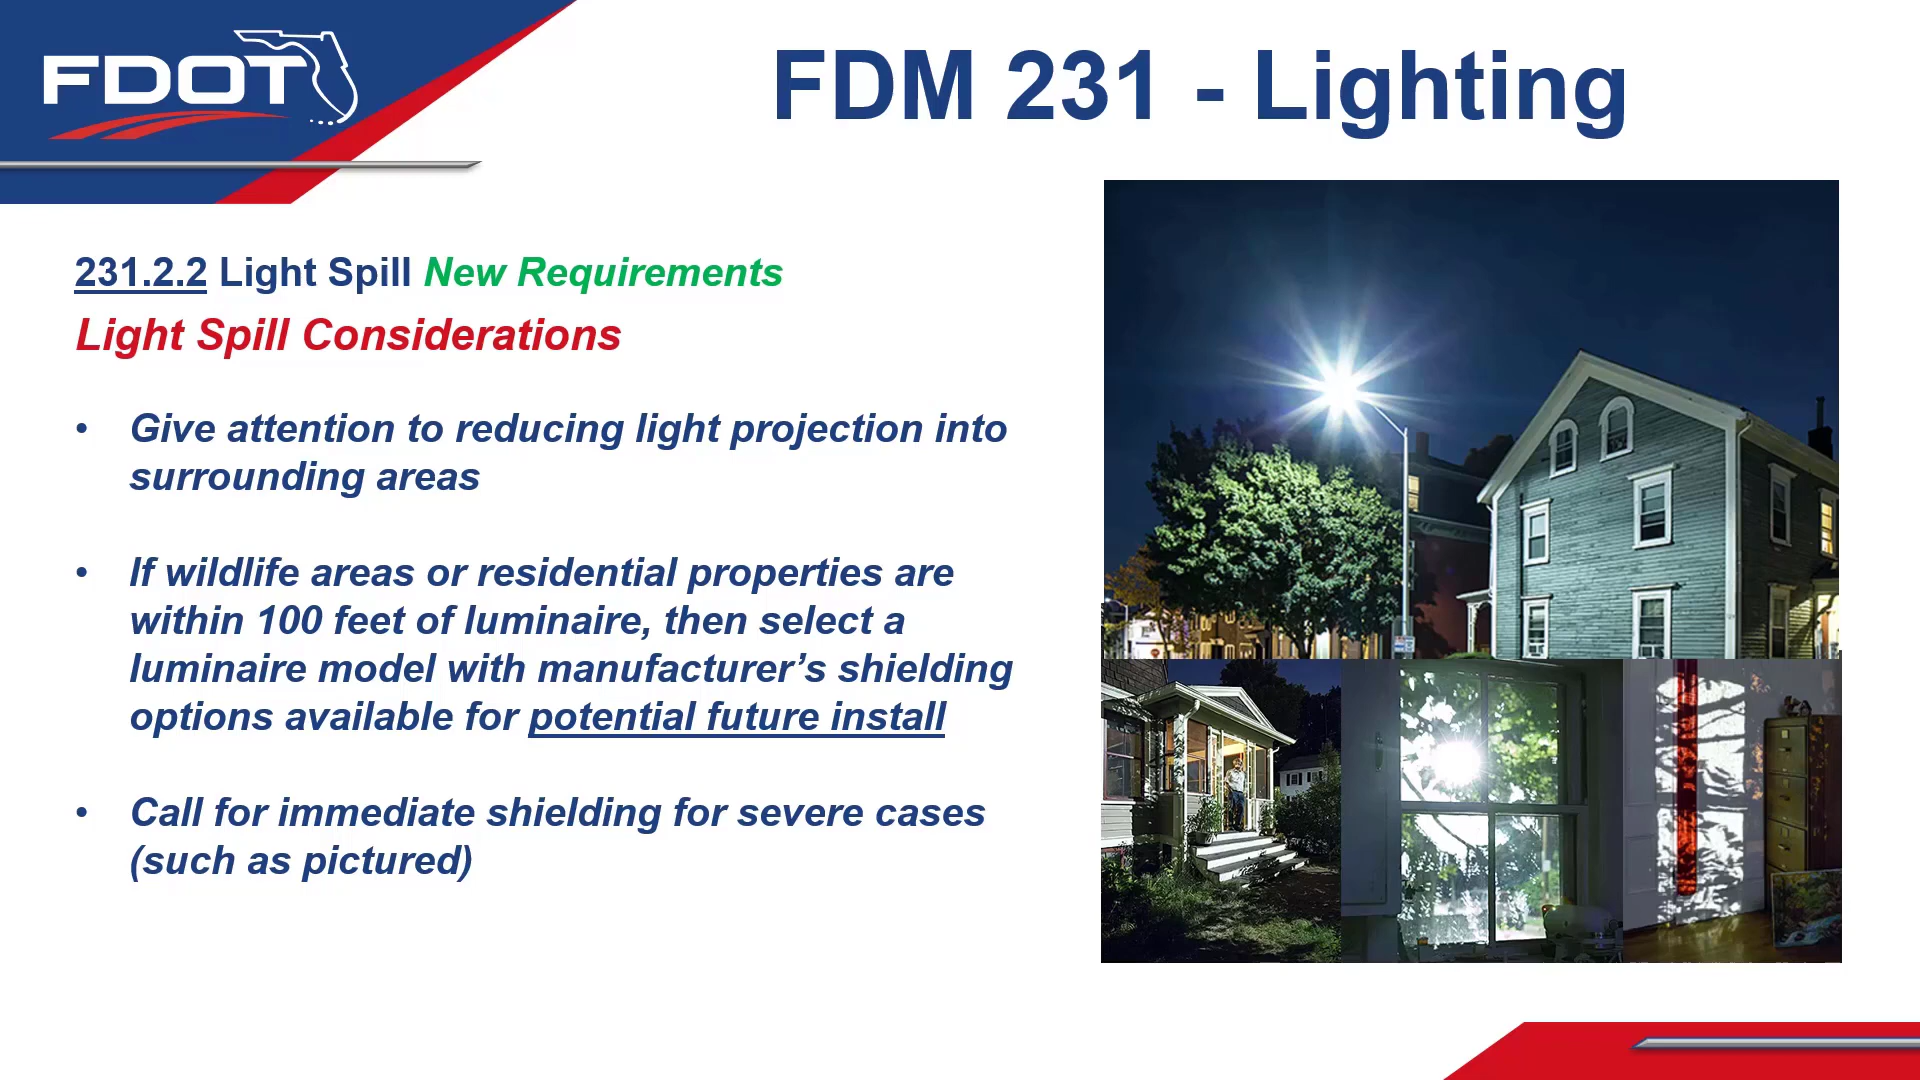 FDOT
FDM 231 - Lighting
231.2.2 Light Spill New Requirements
Light Spill Considerations
• Give attention to reducing light projection into
surrounding areas
• If wildlife areas or residential properties are
within 100 feet of luminaire, then select a
luminaire model with manufacturer’s shielding
options available for potential future install
• Call for immediate shielding for severe cases
(such as pictured)